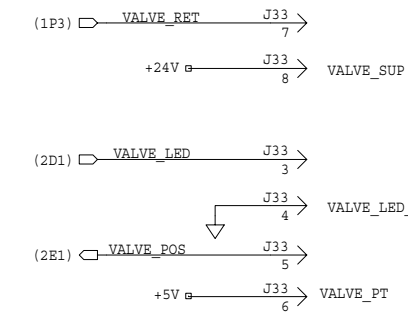 (1P3) VALVE_RET J33
7
+24V J33 VALVE_SUP
8
(2D1) VALVE_LED J33
3
J33 VALVE_LED_
4
(2E1) VALVE_POS J33
5
+5V J33 VALVE_PT
6